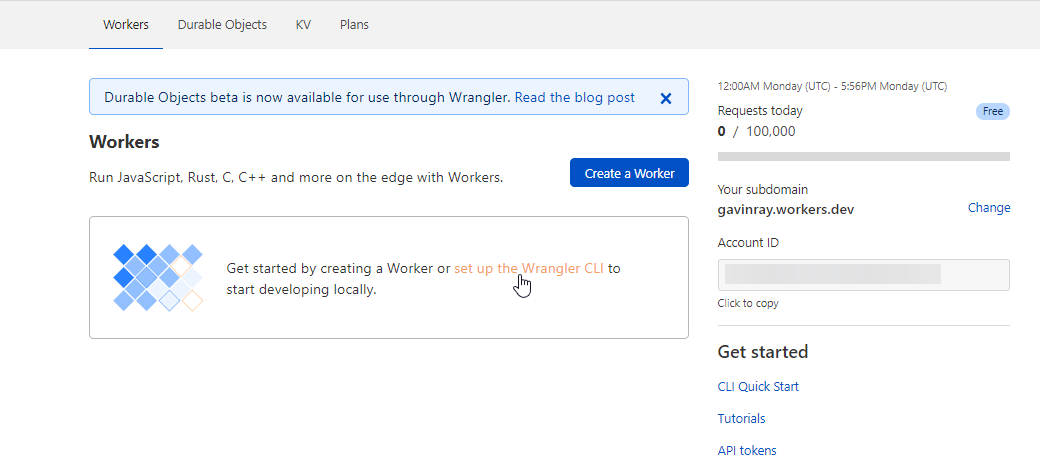 Workers
Durable Objects
KV
Plans
Durable Objects beta is now available for use through Wrangler. Read the blog post
Workers
Run JavaScript, Rust, C, C++ and more on the edge with Workers.
Create a Worker
Get started by creating a Worker or set up the Wrangler CLI to
start developing locally.
12:00AM Monday (UTC) - 5:56PM Monday (UTC)
Requests today
Free
0 / 100,000
Your subdomain
gavinray.workers.dev
Change
Account ID
Click to copy
Get started
CLI Quick Start
Tutorials
API tokens